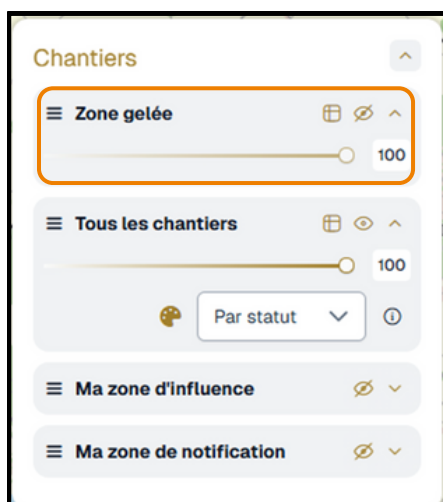 Chantiers
Zone gelée
100
Tous les chantiers
100
Par statut
Ma zone d'influence
Ma zone de notification